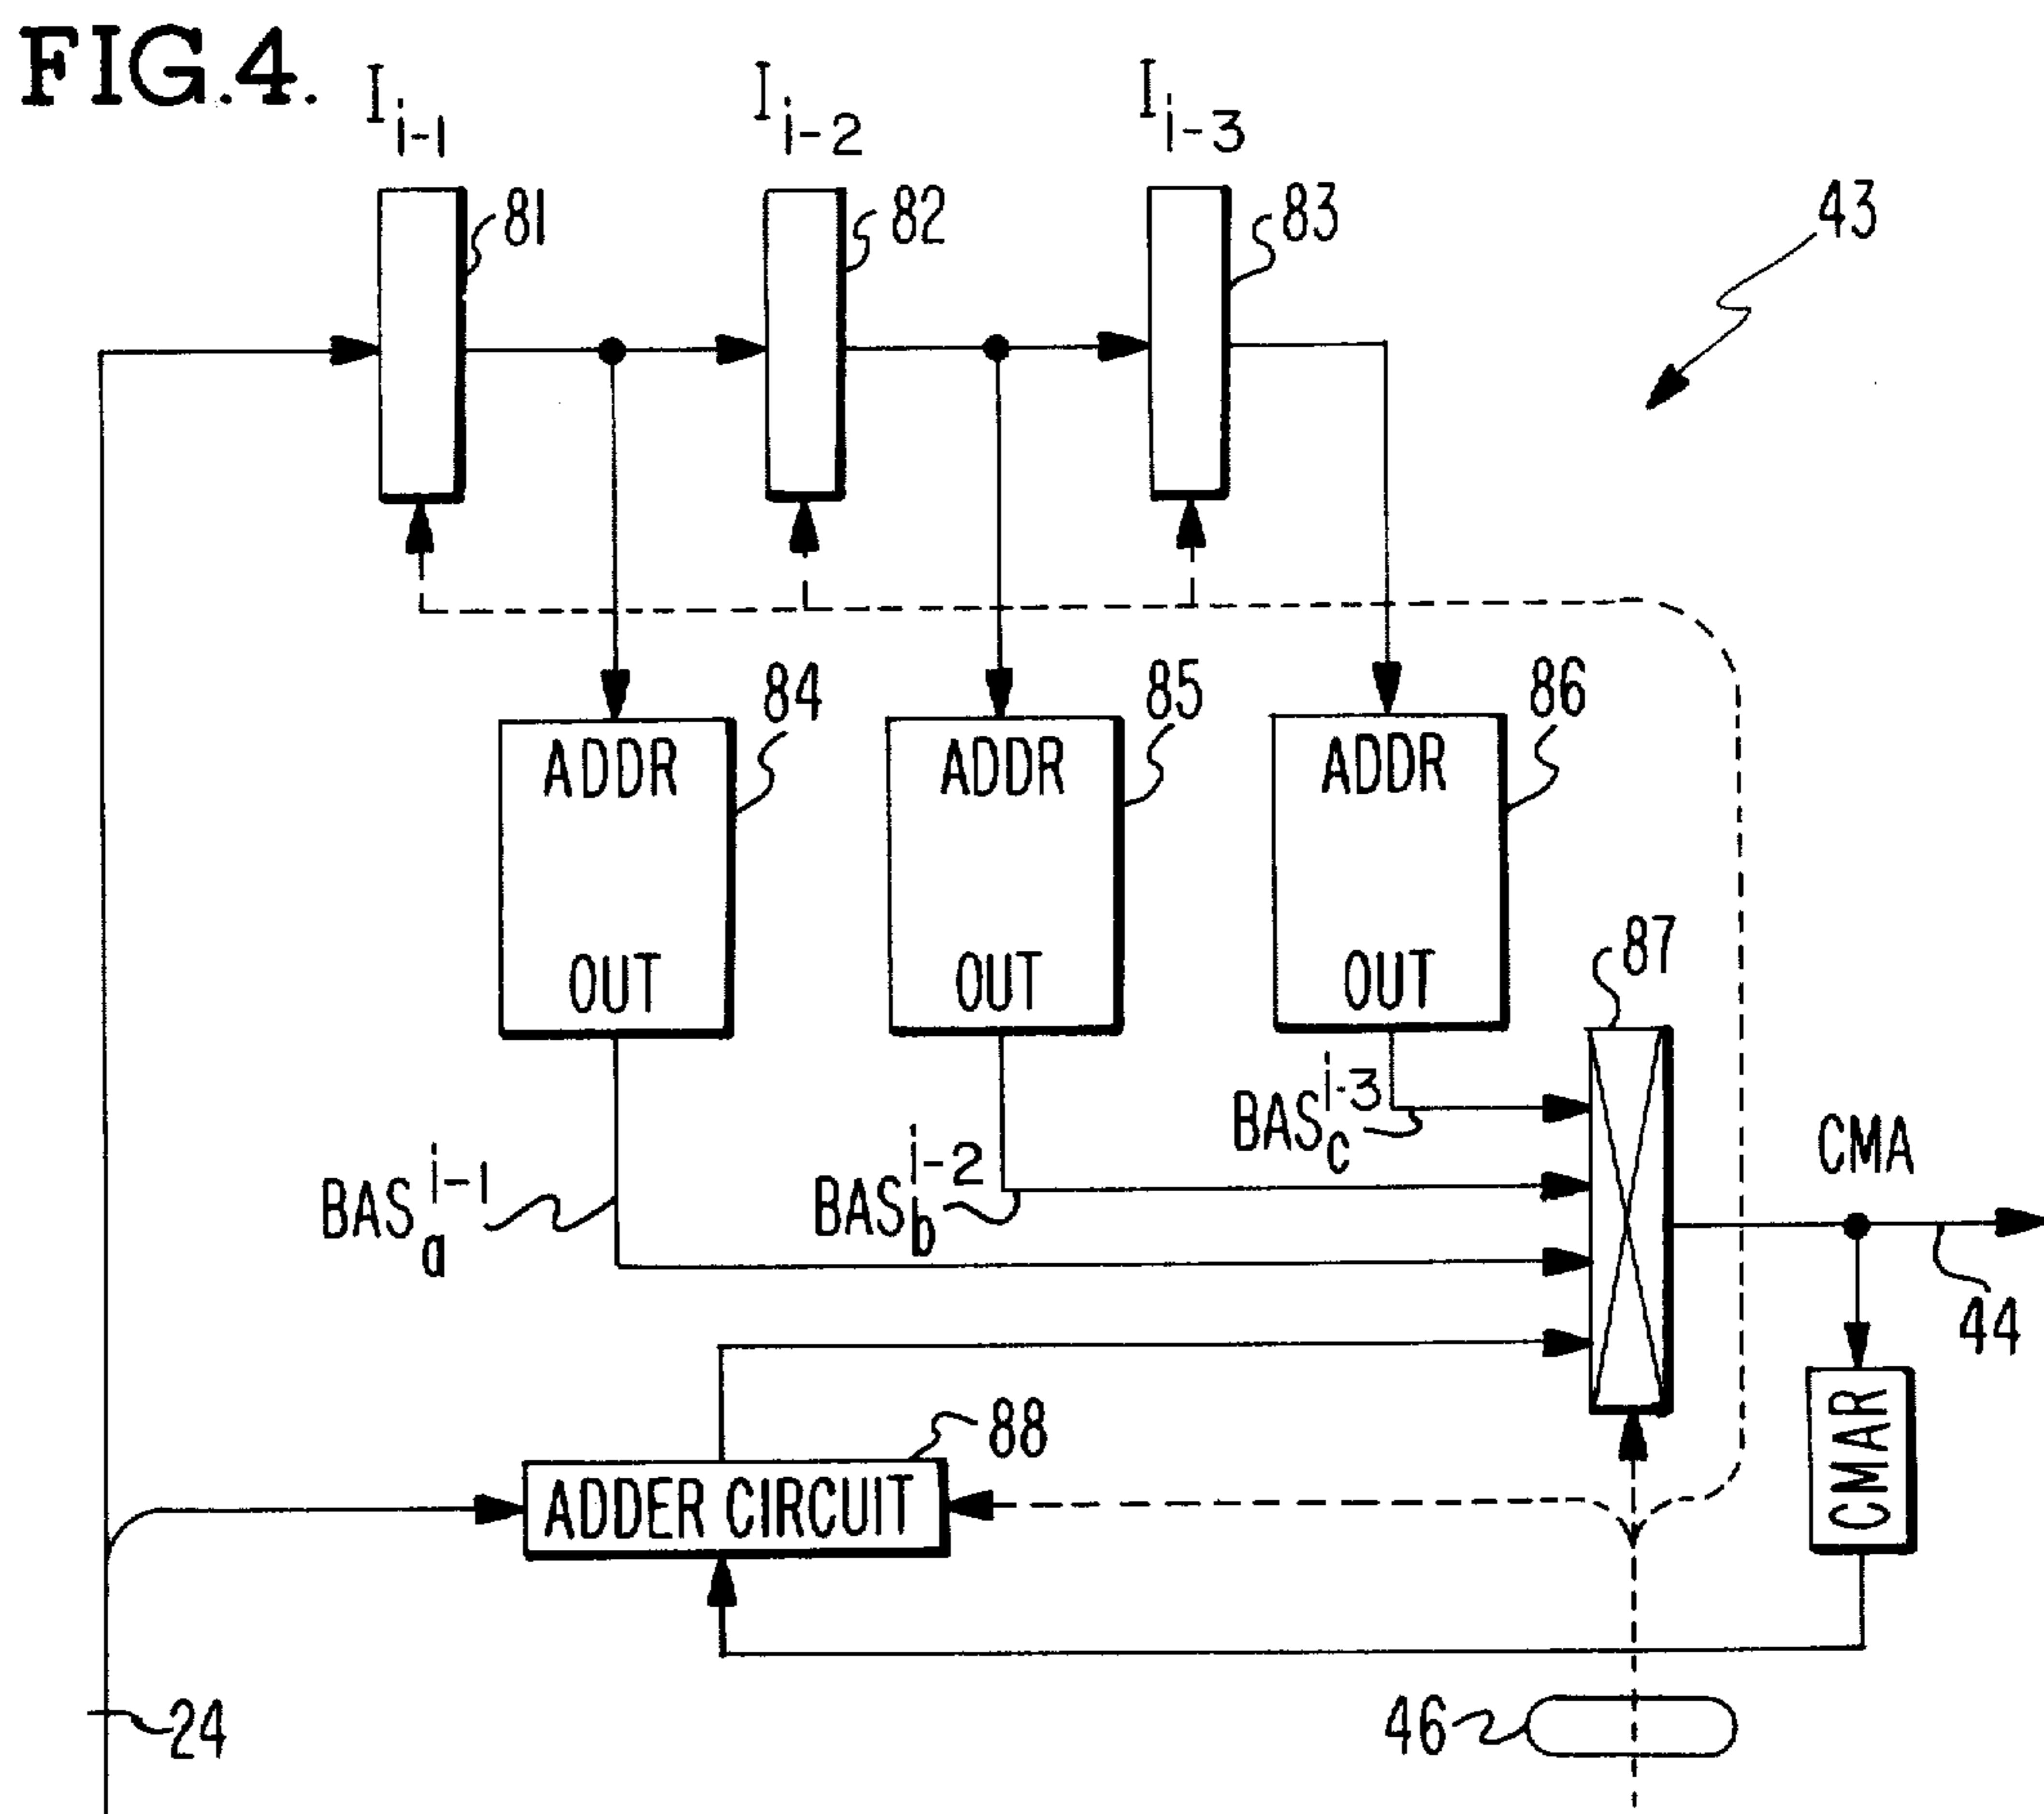 FIG.4.
I i-1
I i-2
I i-3
81
82
83
43
84
85
86
ADDR
ADDR
ADDR
OUT
OUT
OUT
87
BAS a i-1
BAS b i-2
BAS c i-3
CMA
44
88
ADDER CIRCUIT
CMAR
24
46